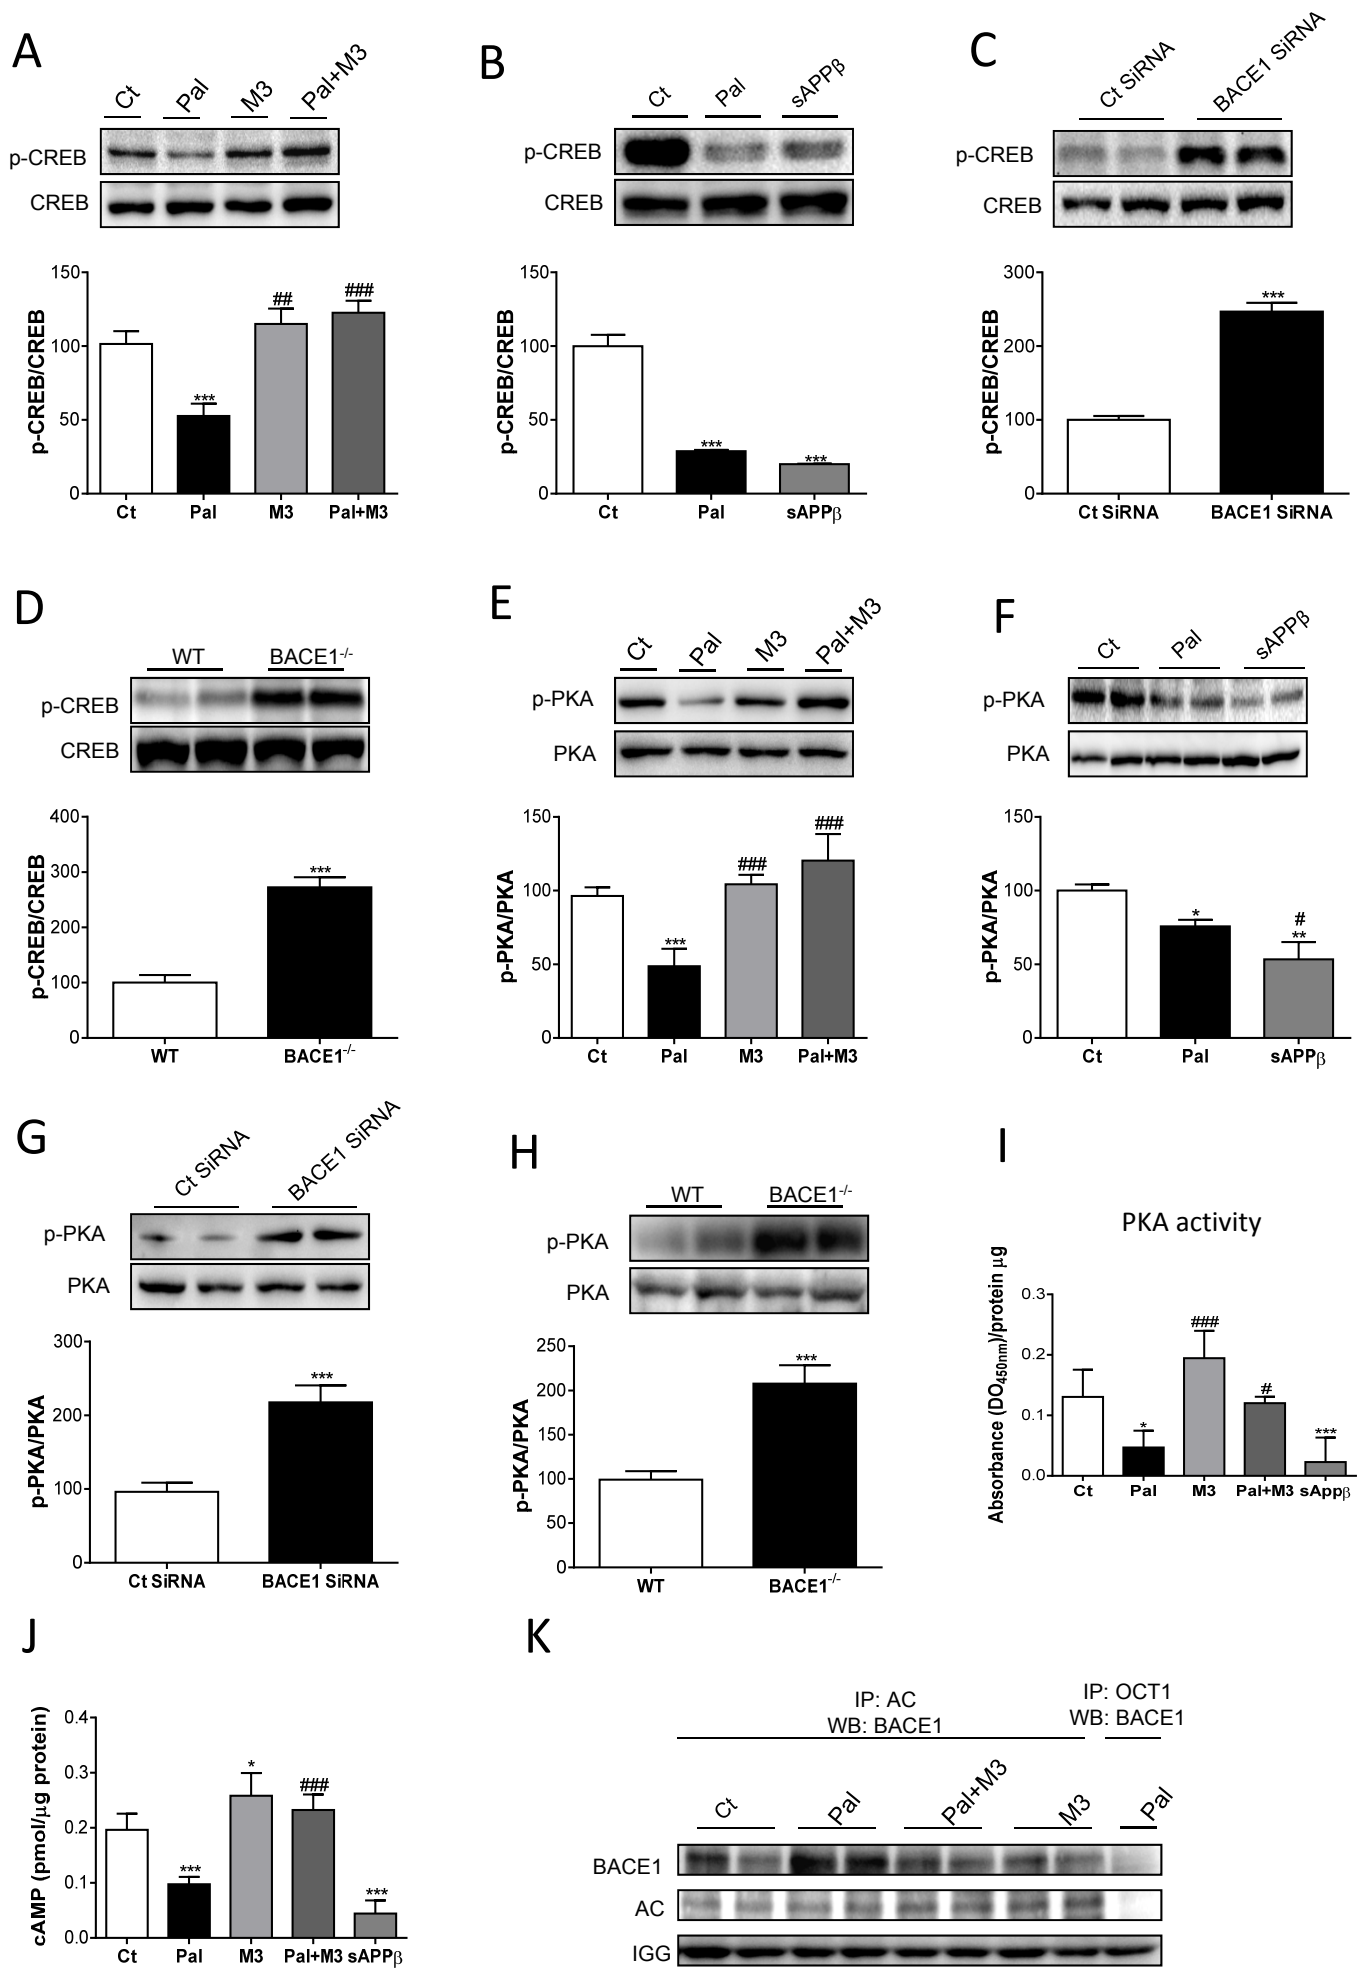 A
Ct Pal M3 Pal+M3
p-CREB
CREB
p-CREB/CREB
150
100
50
0
***
##
###
Ct Pal M3 Pal+M3
B
Ct Pal sAPPβ
p-CREB
CREB
p-CREB/CREB
150
100
50
0
***
***
Ct Pal sAPPβ
C
Ct SiRNA BACE1 SiRNA
p-CREB
CREB
p-CREB/CREB
300
200
100
0
***
Ct SiRNA BACE1 SiRNA
D
WT BACE1-/-
p-CREB
CREB
p-CREB/CREB
400
300
200
100
0
***
WT BACE1-/-
E
Ct Pal M3 Pal+M3
p-PKA
PKA
p-PKA/PKA
150
100
50
0
***
###
###
Ct Pal M3 Pal+M3
F
Ct Pal sAPPβ
p-PKA
PKA
p-PKA/PKA
150
100
50
0
*
#
**
Ct Pal sAPPβ
G
Ct SiRNA BACE1 SiRNA
p-PKA
PKA
p-PKA/PKA
300
200
100
0
***
Ct SiRNA BACE1 SiRNA
H
WT BACE1-/-
p-PKA
PKA
p-PKA/PKA
250
200
150
100
50
0
***
WT BACE1-/-
I
PKA activity
Absorbance (DO450nm)/protein µg
0.3
0.2
0.1
0.0
*
###
#
***
Ct Pal M3 Pal+M3 sAppβ
J
cAMP (pmol/µg protein)
0.4
0.3
0.2
0.1
0.0
***
*
###
***
Ct Pal M3 Pal+M3 sAPPβ
K
IP: AC
WB: BACE1
IP: OCT1
WB: BACE1
Ct Pal Pal+M3 M3 Pal
BACE1
AC
IGG